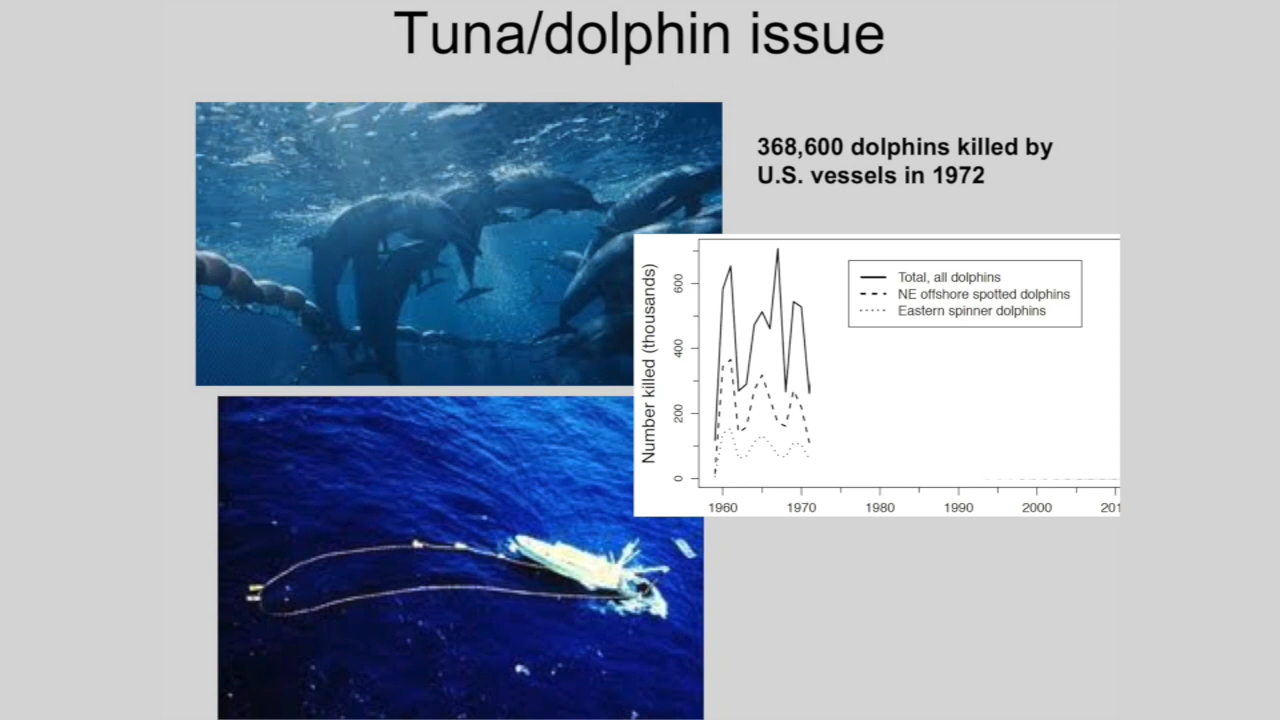 Tuna/dolphin issue
368,600 dolphins killed by
U.S. vessels in 1972
Number killed (thousands)
600
400
200
0
Total, all dolphins
NE offshore spotted dolphins
Eastern spinner dolphins
1960 1970 1980 1990 2000 201